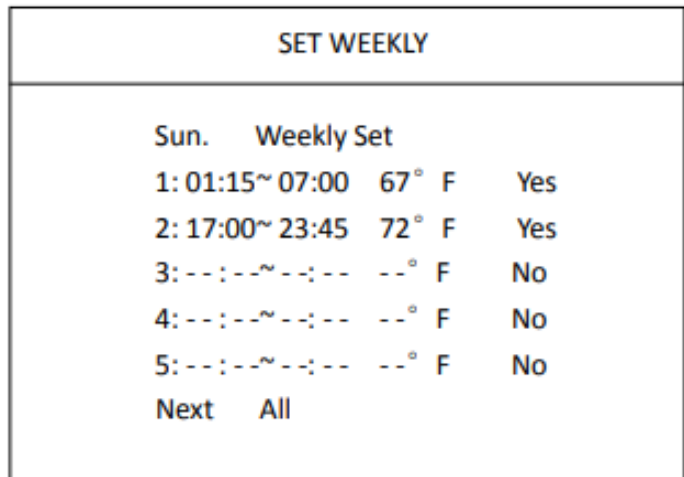 SET WEEKLY
Sun. Weekly Set
1: 01:15~ 07:00 67° F Yes
2: 17:00~ 23:45 72° F Yes
3: - - : - -~ - -: - - - -° F No
4: - - : - -~ - -: - - - -° F No
5: - - : - -~ - -: - - - -° F No
Next All